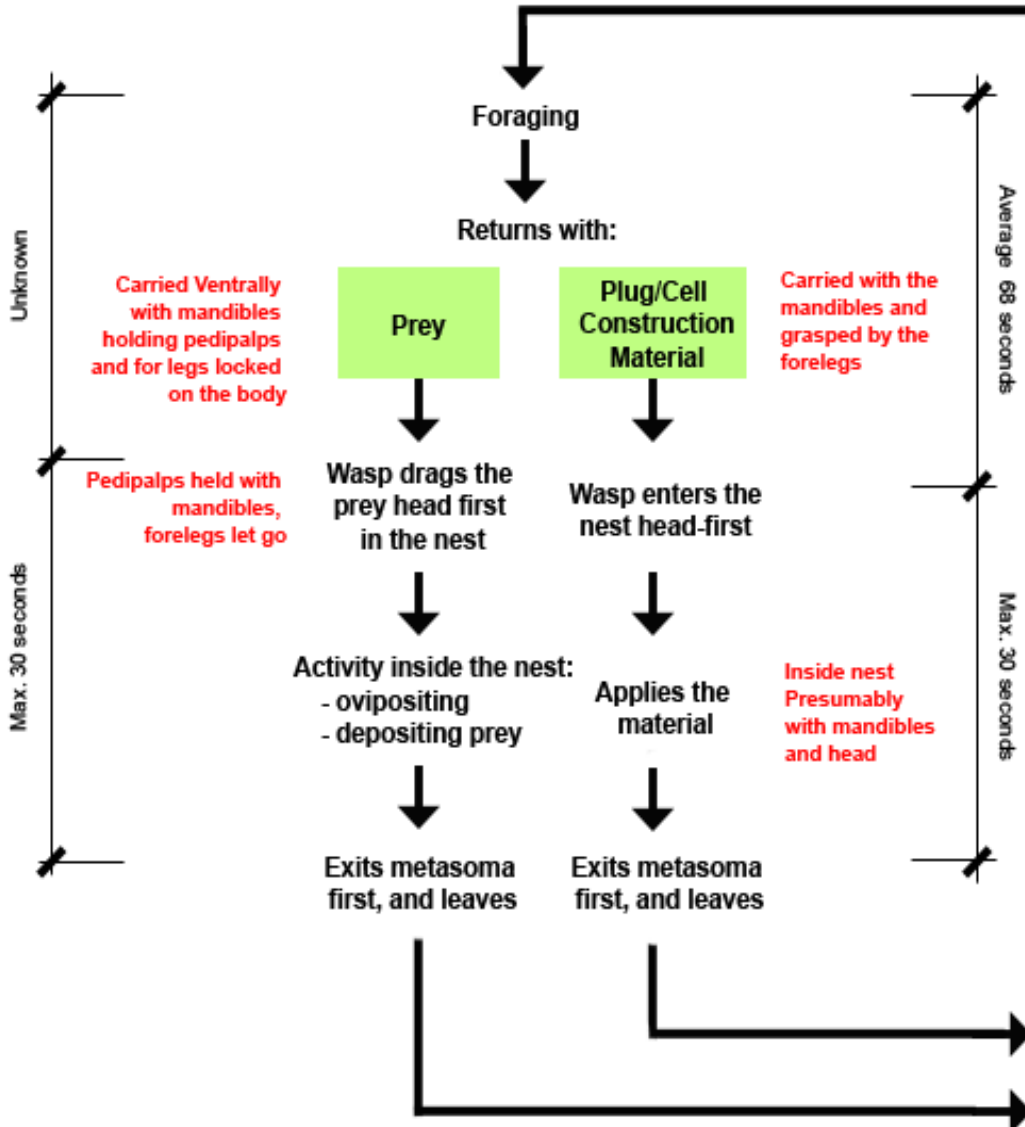 Foraging
Returns with:
Unknown
Average 68 seconds
Carried Ventrally
with mandibles
holding pedipalps
and for legs locked
on the body
Prey
Plug/Cell
Construction
Material
Carried with the
mandibles and
grasped by the
forelegs
Pedipalps held with
mandibles,
forelegs let go
Wasp drags the
prey head first
in the nest
Wasp enters the
nest head-first
Max. 30 seconds
Max. 30 seconds
Activity inside the nest:
- ovipositing
- depositing prey
Applies the
material
Inside nest
Presumably
with mandibles
and head
Exits metasoma
first, and leaves
Exits metasoma
first, and leaves